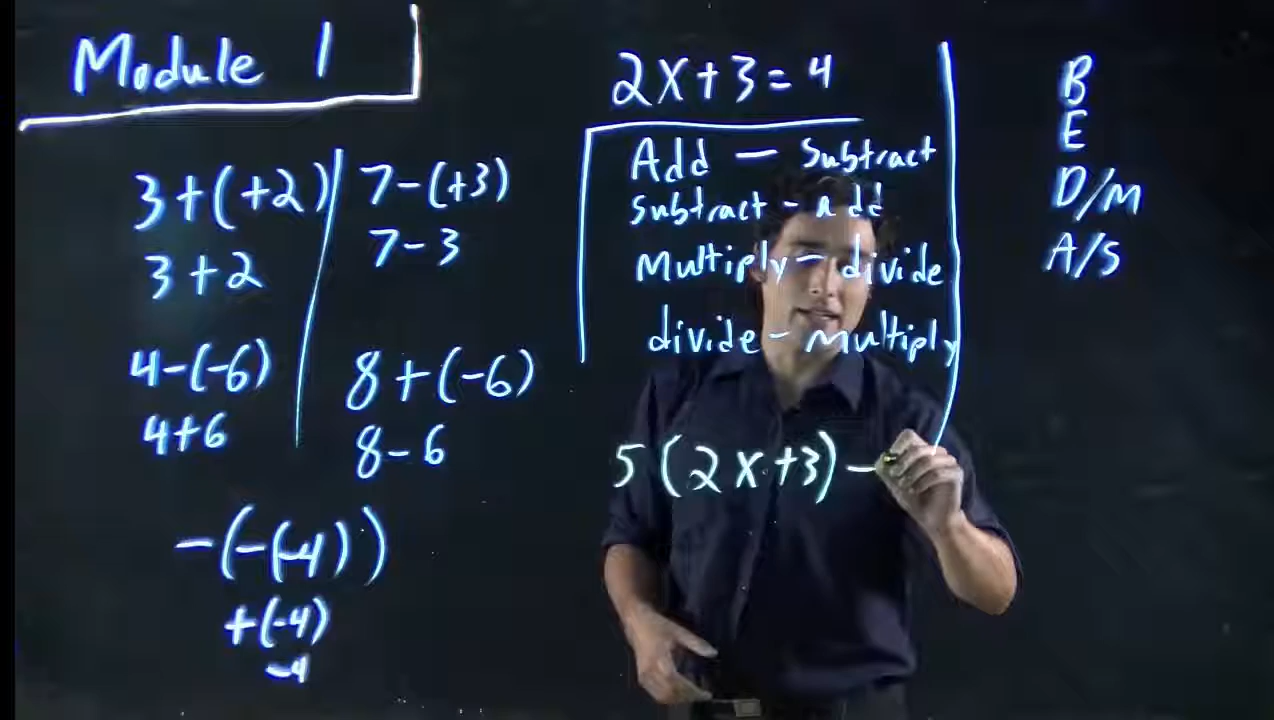 Module 1
3+(+2)
3+2
7-(+3)
7-3
4-(-6)
4+6
8+(-6)
8-6
-(-(-4))
+(-4)
-4
2x+3=4
Add - Subtract
Subtract - add
Multiply - divide
divide - Multiply
5(2x+3)-
B
E
D/M
A/S